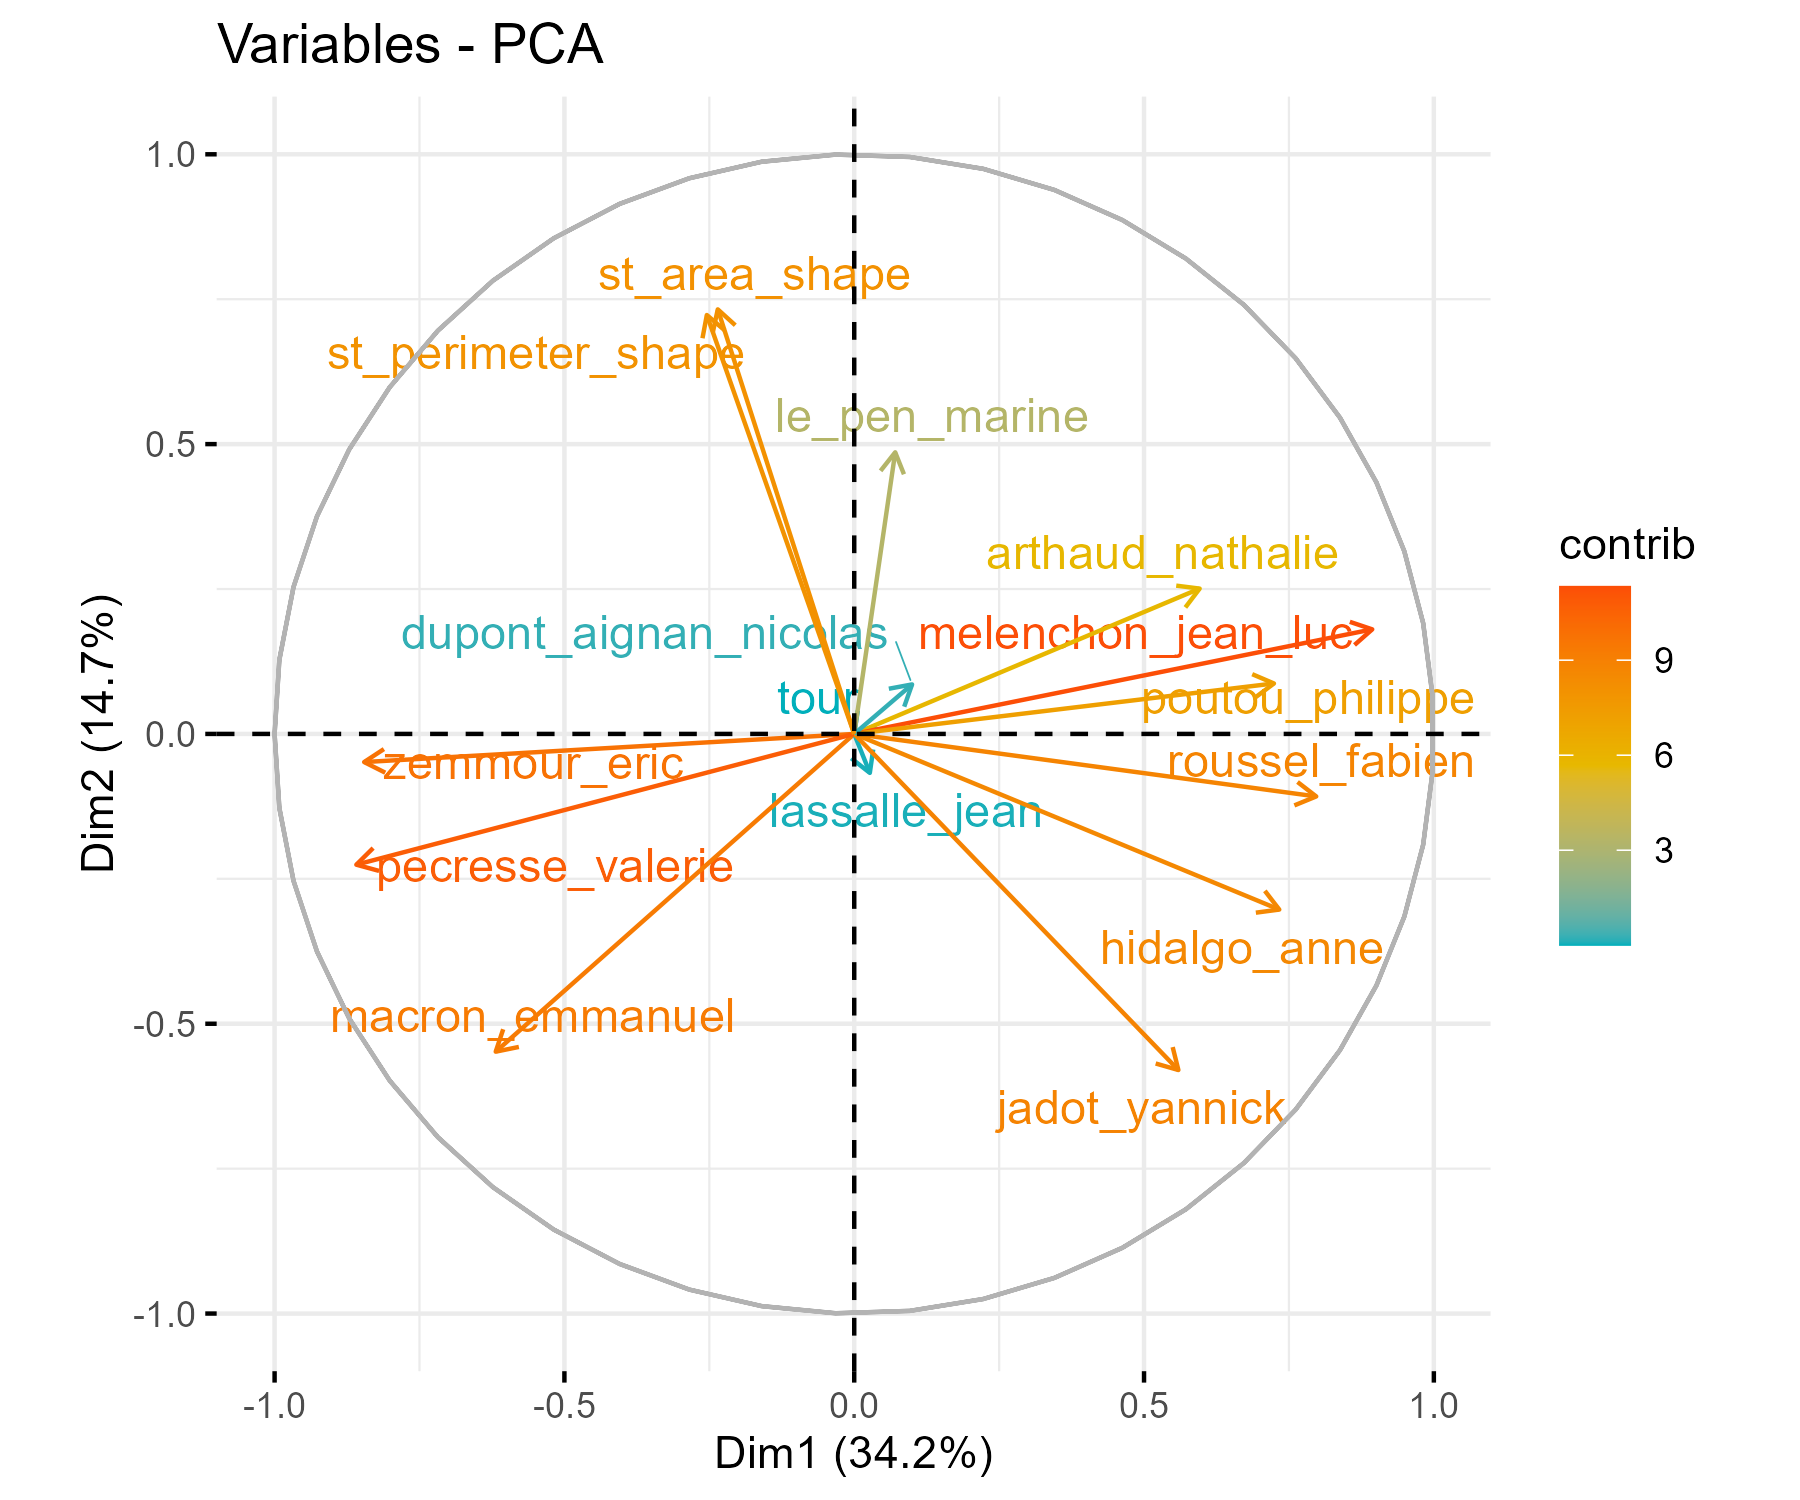 Variables - PCA
1.0
0.5
0.0
-0.5
-1.0
Dim2 (14.7%)
st_area_shape
st_perimeter_shape
le_pen_marine
arthaud_nathalie
dupont_aignan_nicolas
melenchon_jean_luc
tour
poutou_philippe
zemmour_eric
roussel_fabien
lassalle_jean
pecresse_valerie
hidalgo_anne
macron_emmanuel
jadot_yannick
-1.0
-0.5
0.0
0.5
1.0
Dim1 (34.2%)
contrib
9
6
3